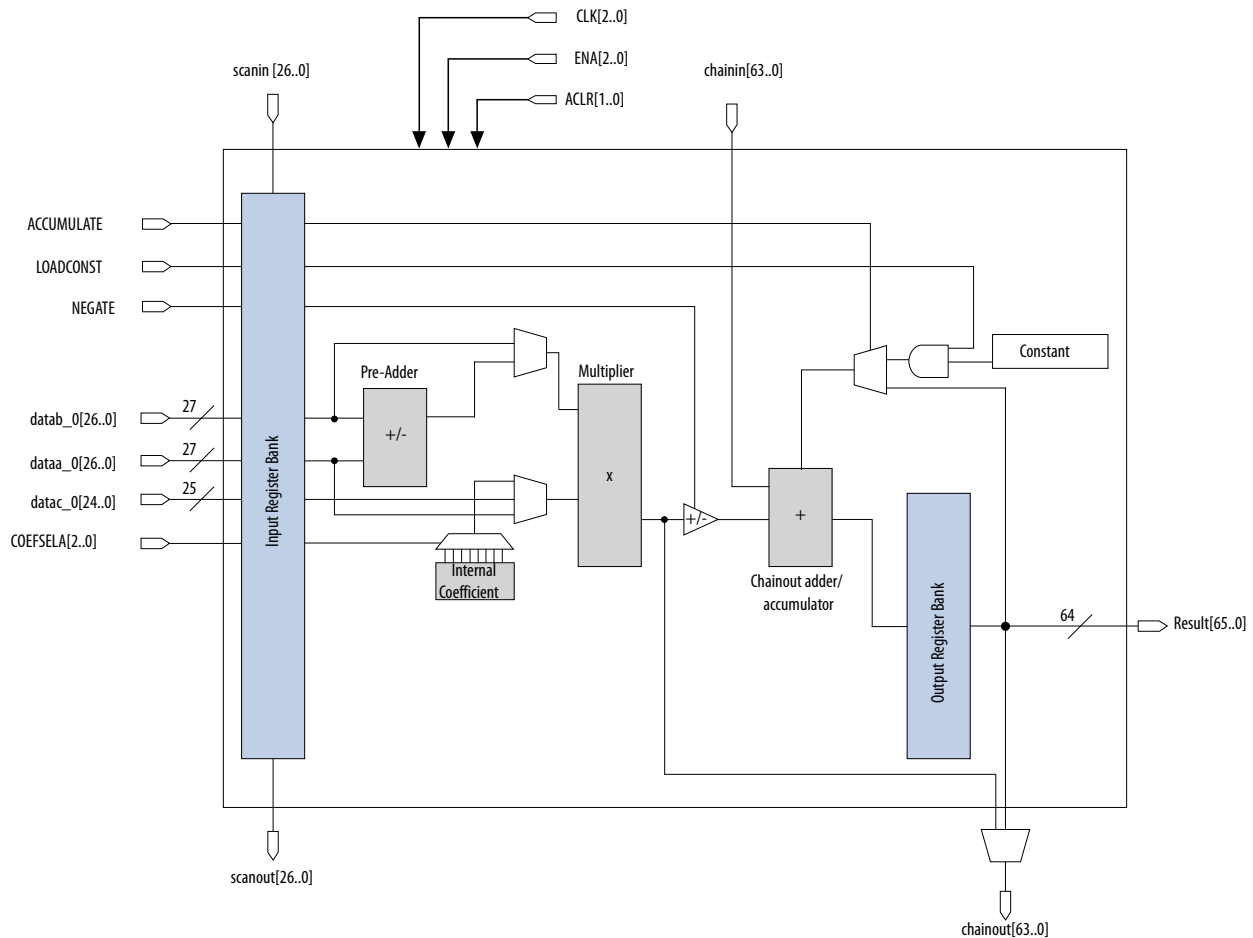 CLK[2..0]
ENA[2..0]
scanin [26..0]
chainin[63..0]
ACLR[1..0]
ACCUMULATE
LOADCONST
NEGATE
Constant
Pre-Adder
Multiplier
datab_0[26..0]
27
+/-
dataa_0[26..0]
27
x
datac_0[24..0]
25
COEFSELA[2..0]
Input Register Bank
Internal
Coefficient
+/-
+
Chainout adder/
accumulator
Output Register Bank
64
Result[65..0]
scanout[26..0]
chainout[63..0]